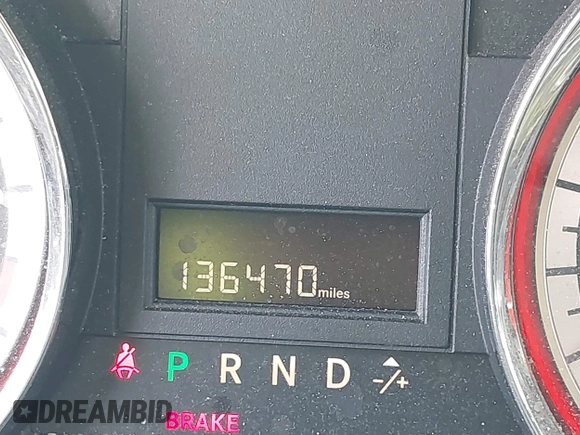 136470 miles
P R N D -/+
BRAKE
DREAMBID